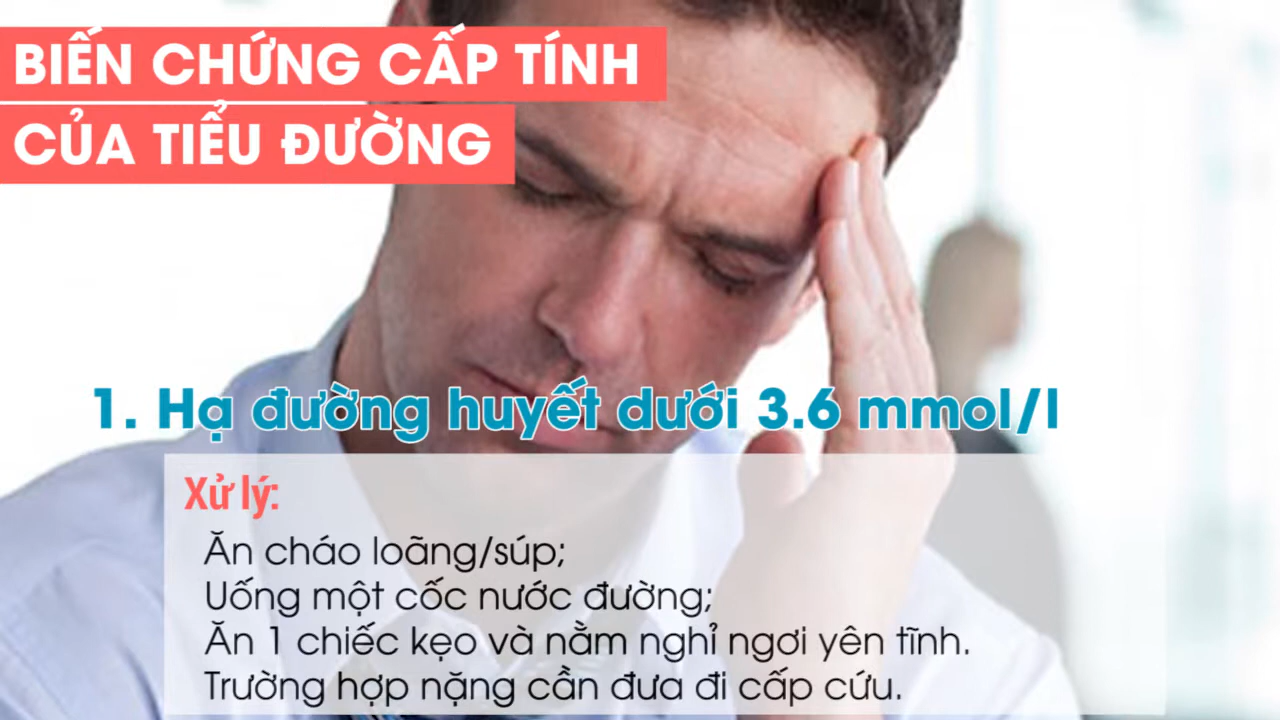 BIẾN CHỨNG CẤP TÍNH
CỦA TIỂU ĐƯỜNG
1. Hạ đường huyết dưới 3.6 mmol/l
Xử lý:
Ăn cháo loãng/súp;
Uống một cốc nước đường;
Ăn 1 chiếc kẹo và nằm nghỉ ngơi yên tĩnh.
Trường hợp nặng cần đưa đi cấp cứu.